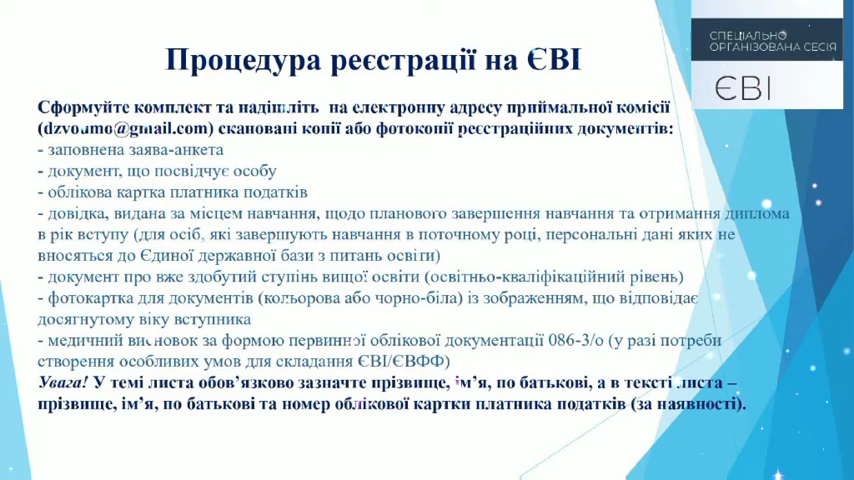 СПЕЦІАЛЬНО
ОРГАНІЗОВАНА СЕСІЯ
ЄВІ
Процедура реєстрації на ЄВІ
Сформуйте комплект та надішліть на електронну адресу приймальної комісії
(dzvoumo@gmail.com) скановані копії або фотокопії реєстраційних документів:
- заповнена заява-анкета
- документ, що посвідчує особу
- облікова картка платника податків
- довідка, видана за місцем навчання, щодо планового завершення навчання та отримання диплома
в рік вступу (для осіб, які завершують навчання в поточному році, персональні дані яких не
вносяться до Єдиної державної бази з питань освіти)
- документ про вже здобутий ступінь вищої освіти (освітньо-кваліфікаційний рівень)
- фотокартка для документів (кольорова або чорно-біла) із зображенням, що відповідає
досягнутому віку вступника
- медичний висновок за формою первинної облікової документації 086-3/о (у разі потреби
створення особливих умов для складання ЄВІ/ЄВФФ)
Увага! У темі листа обов’язково зазначте прізвище, ім’я, по батькові, а в тексті листа –
прізвище, ім’я, по батькові та номер облікової картки платника податків (за наявності).